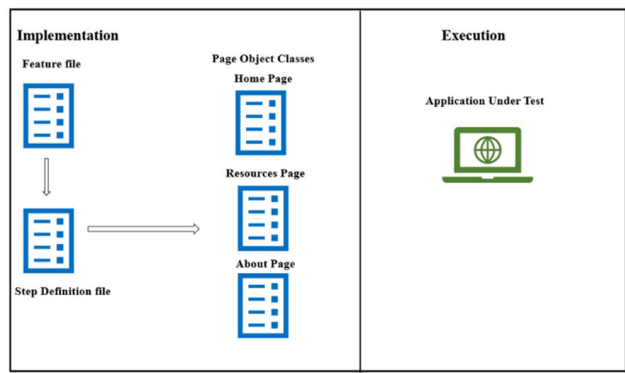 Implementation
Feature file
Step Definition file
Page Object Classes
Home Page
Resources Page
About Page
Execution
Application Under Test